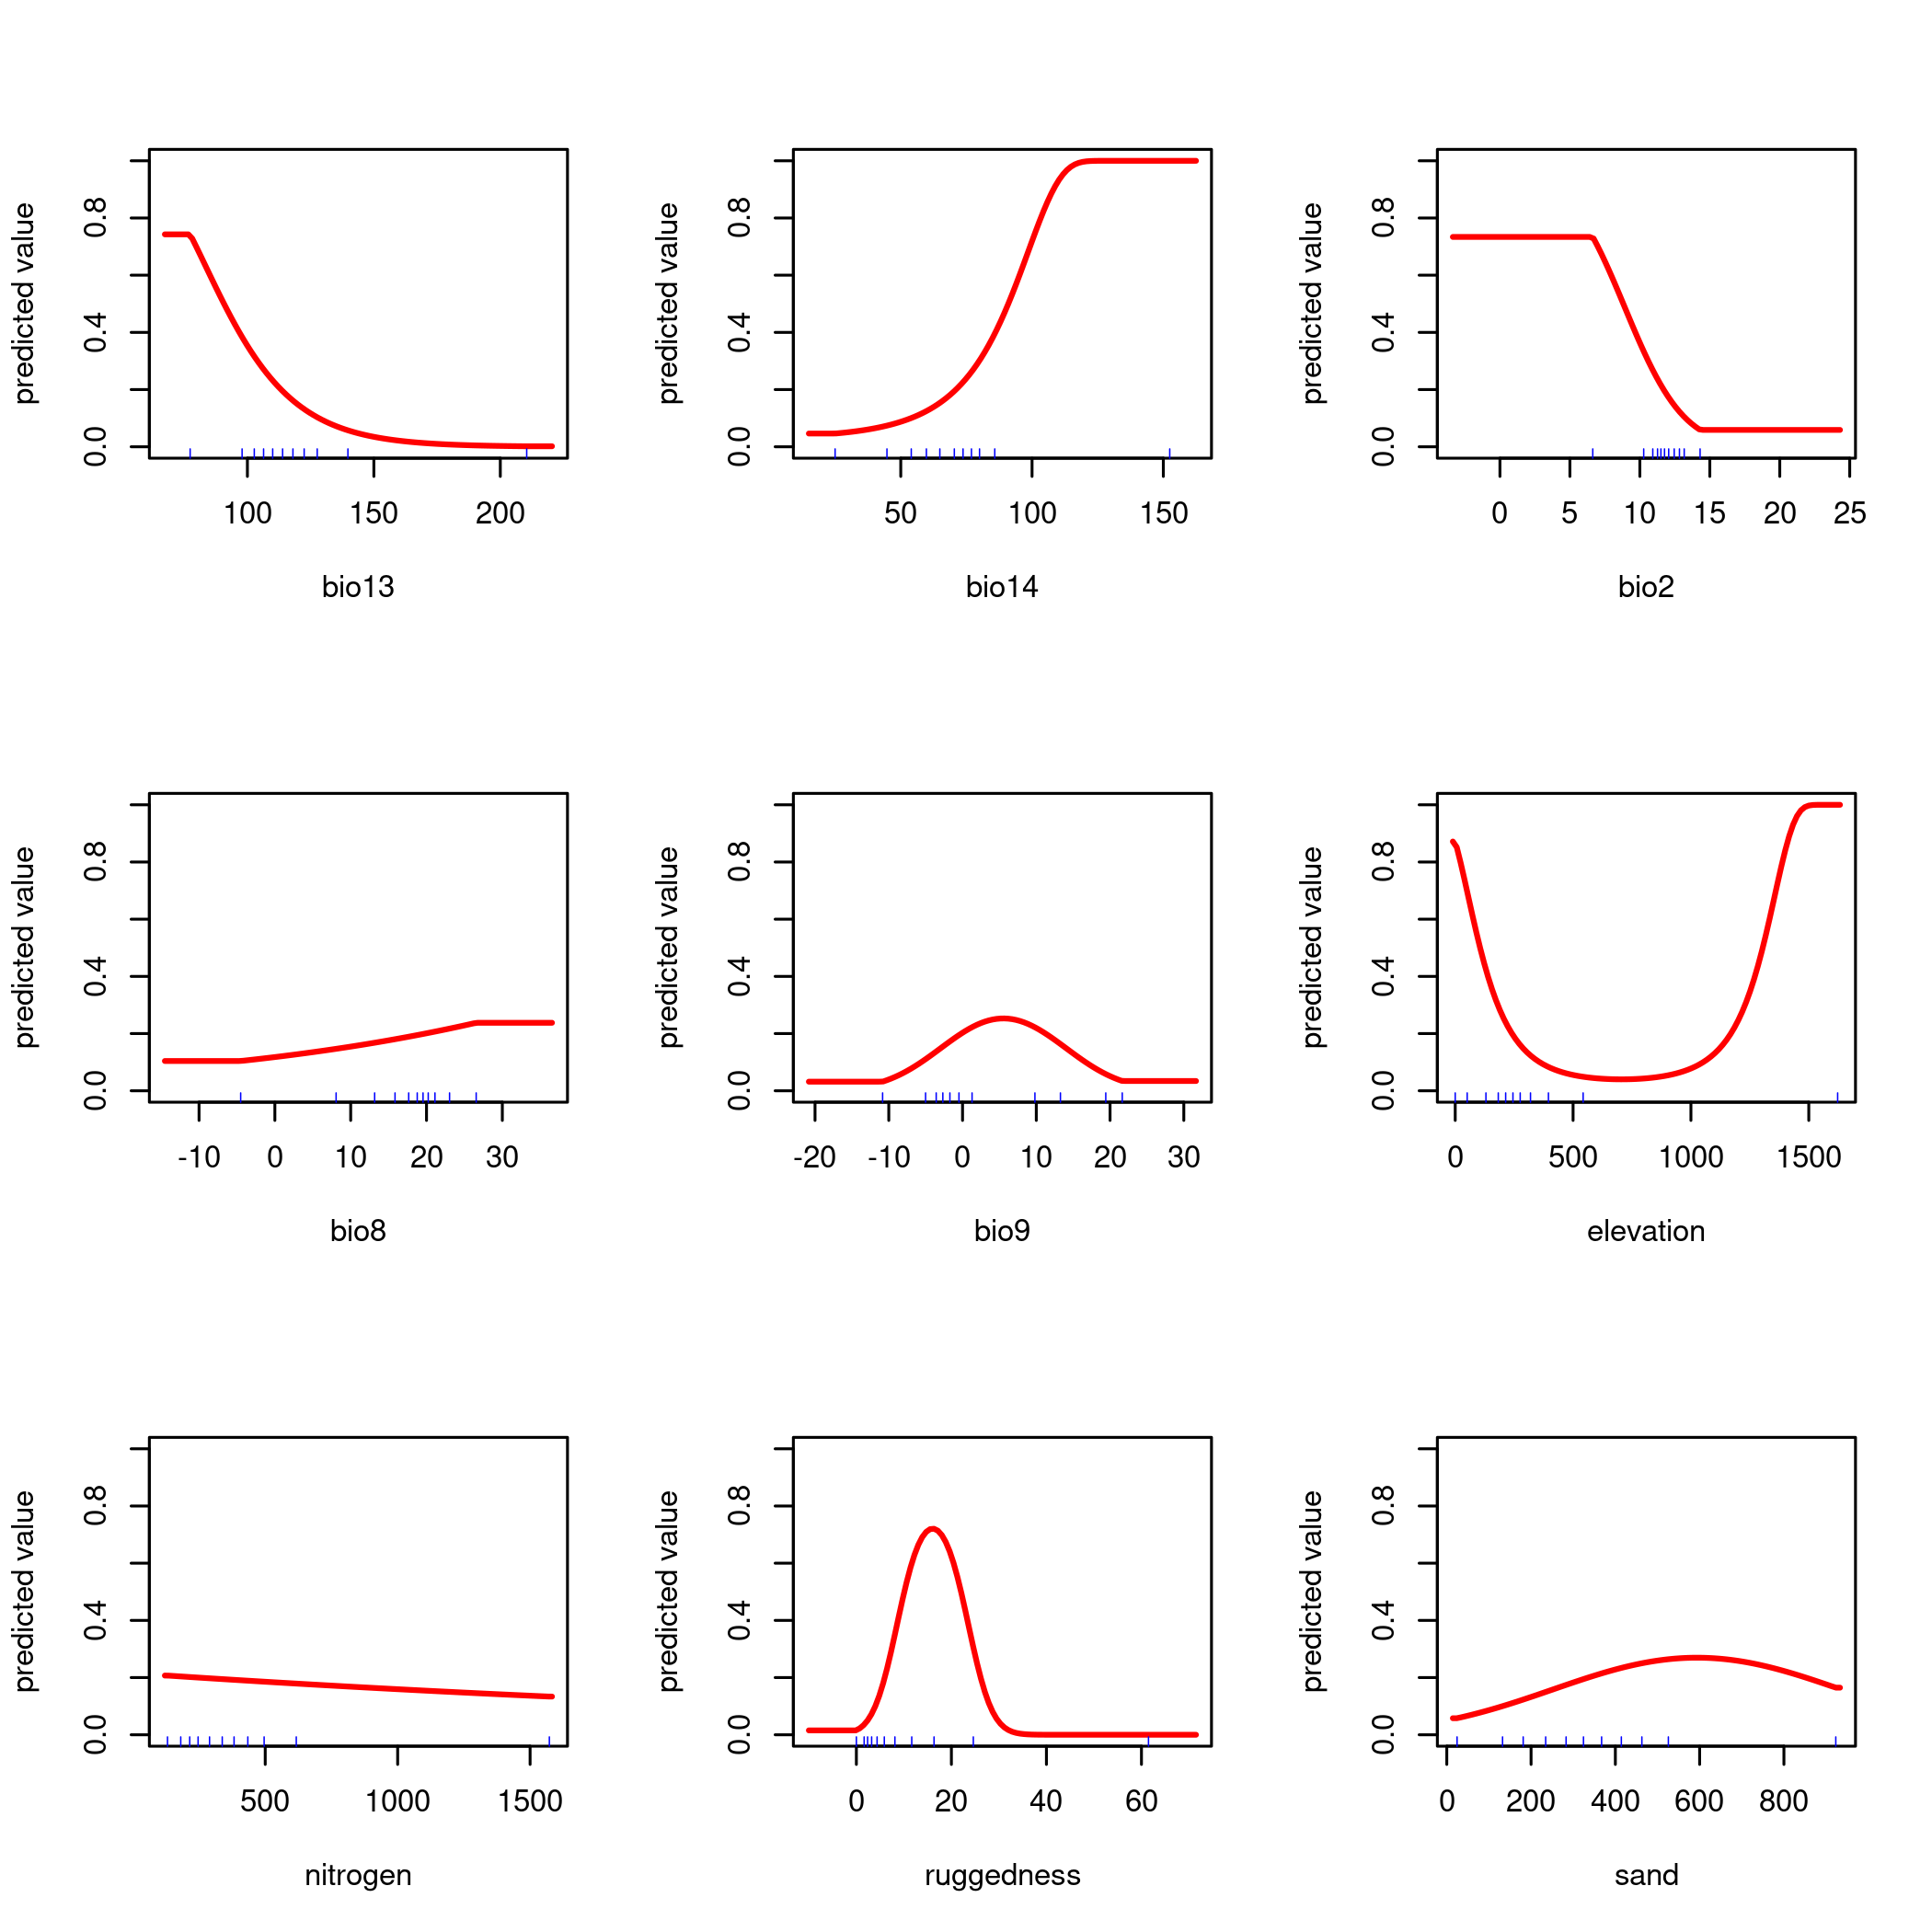 predicted value
0.0 0.4 0.8
100 150 200
bio13
predicted value
0.0 0.4 0.8
50 100 150
bio14
predicted value
0.0 0.4 0.8
0 5 10 15 20 25
bio2
predicted value
0.0 0.4 0.8
-10 0 10 20 30
bio8
predicted value
0.0 0.4 0.8
-20 -10 0 10 20 30
bio9
predicted value
0.0 0.4 0.8
0 500 1000 1500
elevation
predicted value
0.0 0.4 0.8
500 1000 1500
nitrogen
predicted value
0.0 0.4 0.8
0 20 40 60
ruggedness
predicted value
0.0 0.4 0.8
0 200 400 600 800
sand